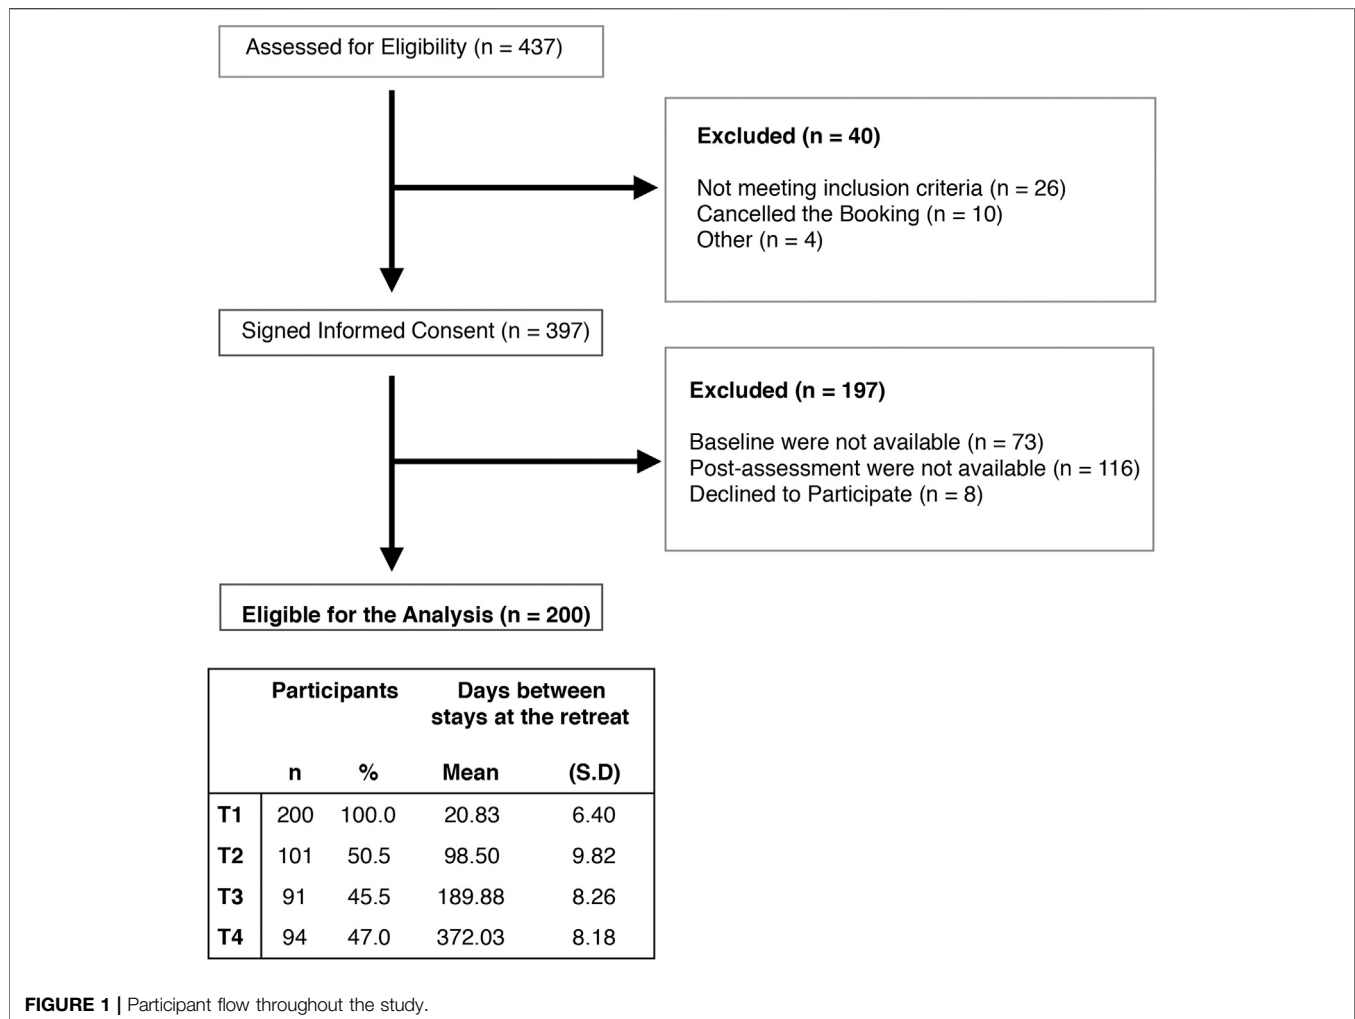 Assessed for Eligibility (n = 437)
Excluded (n = 40)
Not meeting inclusion criteria (n = 26)
Cancelled the Booking (n = 10)
Other (n = 4)
Signed Informed Consent (n = 397)
Excluded (n = 197)
Baseline were not available (n = 73)
Post-assessment were not available (n = 116)
Declined to Participate (n = 8)
Eligible for the Analysis (n = 200)
Participants Days between
stays at the retreat
n % Mean (S.D)
T1 200 100.0 20.83 6.40
T2 101 50.5 98.50 9.82
T3 91 45.5 189.88 8.26
T4 94 47.0 372.03 8.18
FIGURE 1 | Participant flow throughout the study.